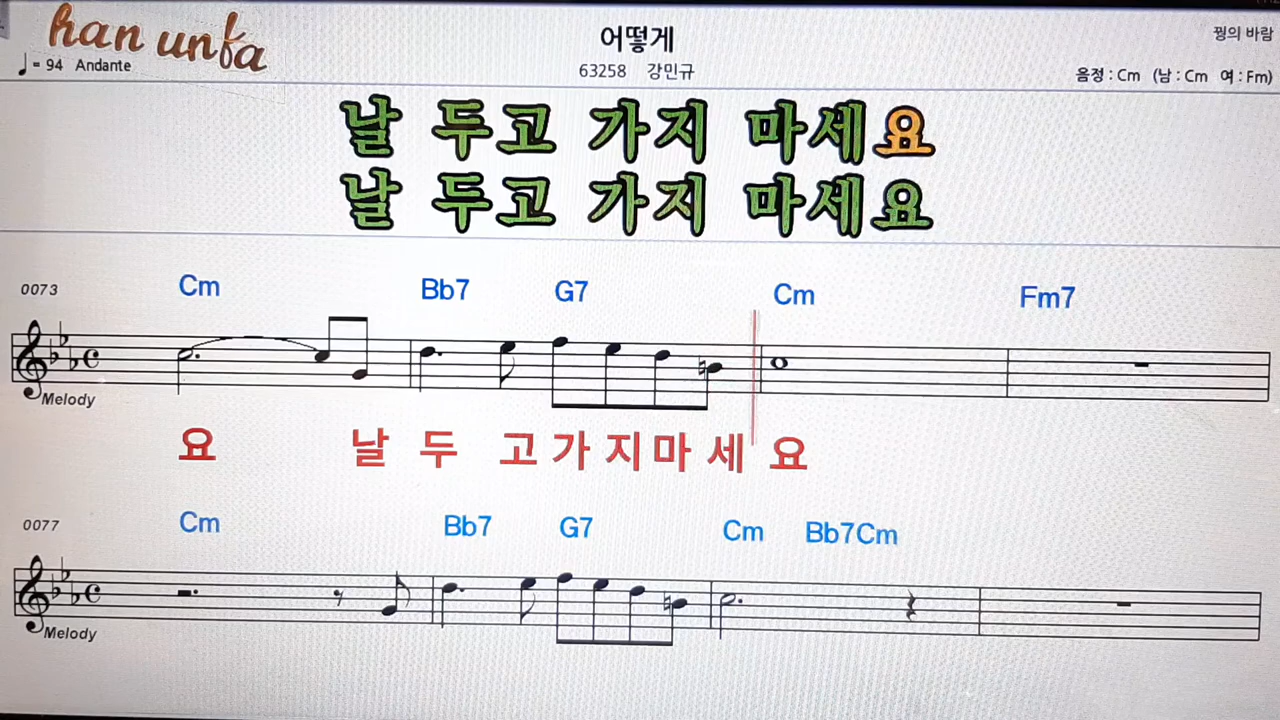 han unfa
♩= 94 Andante
어떻게
63258 강민규
꿩의 바람
음정 : Cm (남 : Cm 여 : Fm)
날 두고 가지 마세요
날 두고 가지 마세요
0073 Cm Bb7 G7 Cm Fm7
Melody
요 날 두 고 가 지 마 세 요
0077 Cm Bb7 G7 Cm Bb7Cm
Melody